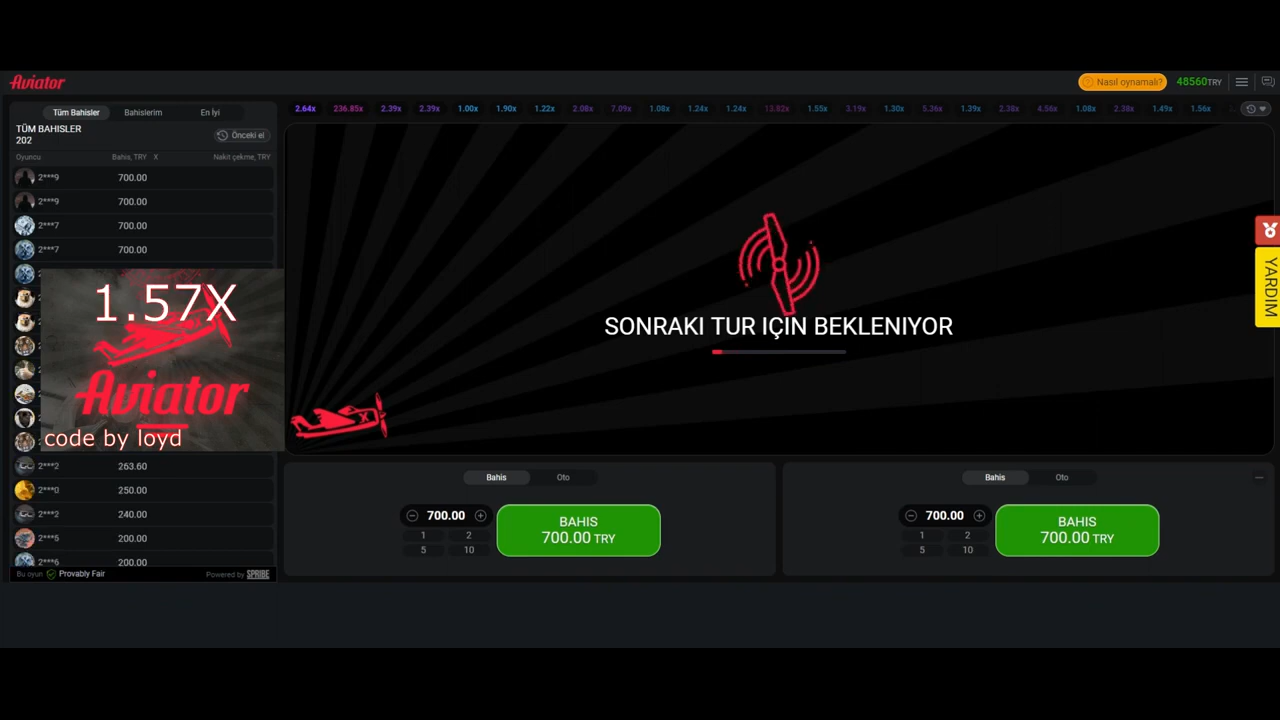 Aviator
Nasıl oynamalı?
48560TRY
Tüm Bahisler
Bahislerim
En İyi
2.64x 236.85x 2.39x 2.39x 1.00x 1.90x 1.22x 2.08x 7.09x 1.08x 1.24x 1.24x 13.82x 1.55x 3.19x 1.30x 5.36x 1.39x 2.38x 4.56x 1.08x 2.38x 1.49x 1.56x
TÜM BAHISLER
202
Önceki el
Oyuncu Bahis, TRY X Nakit çekme, TRY
2***9 700.00
2***9 700.00
2***7 700.00
2***7 700.00
1.57X
Aviator
code by loyd
2***2 263.60
2***0 250.00
2***2 240.00
2***5 200.00
2***6 200.00
Bu oyun Provably Fair Powered by SPRIBE
SONRAKI TUR IÇIN BEKLENIYOR
YARDIM
Bahis Oto
700.00
1 2
5 10
BAHIS
700.00 TRY
Bahis Oto
700.00
1 2
5 10
BAHIS
700.00 TRY